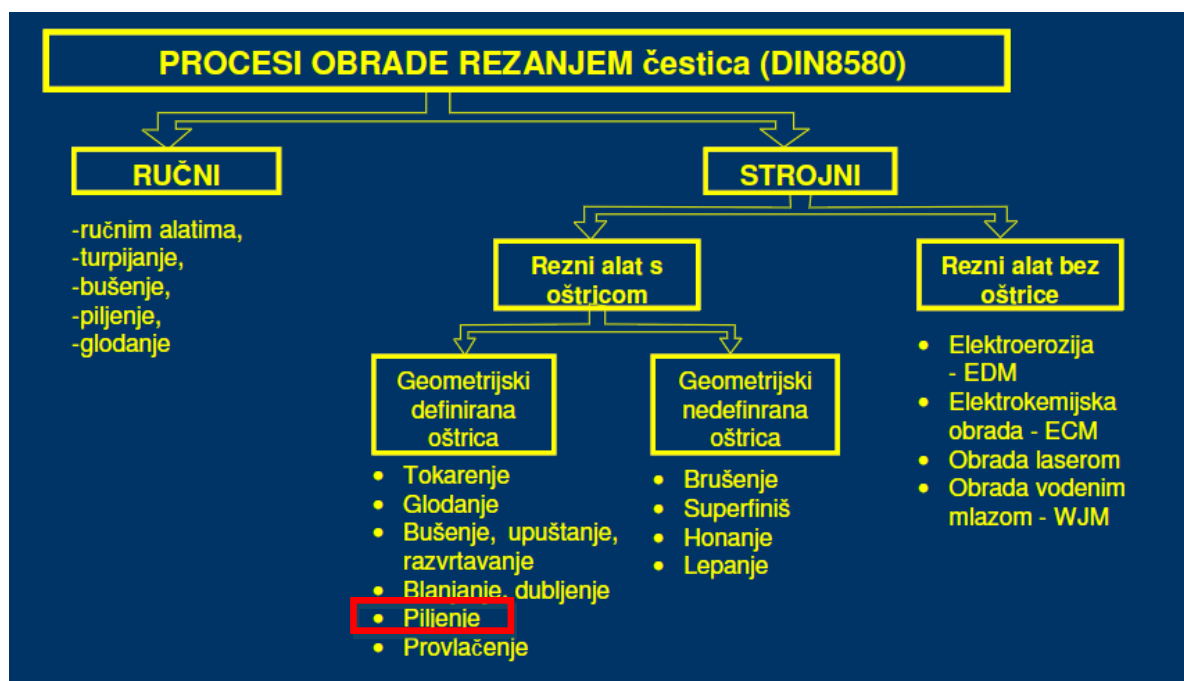 PROCESI OBRADE REZANJEM čestica (DIN8580)
RUČNI
-ručnim alatima,
-turpijanje,
-bušenje,
-piljenje,
-glodanje
STROJNI
Rezni alat s
oštricom
Geometrijski
definirana
oštrica
• Tokarenje
• Glodanje
• Bušenje, upuštanje,
razvrtavanje
• Blanjanje, dubljenje
• Piljenje
• Provlačenje
Geometrijski
nedefinrana
oštrica
• Brušenje
• Superfiniš
• Honanje
• Lepanje
Rezni alat bez
oštrice
• Elektroerozija
- EDM
• Elektrokemijska
obrada - ECM
• Obrada laserom
• Obrada vodenim
mlazom - WJM